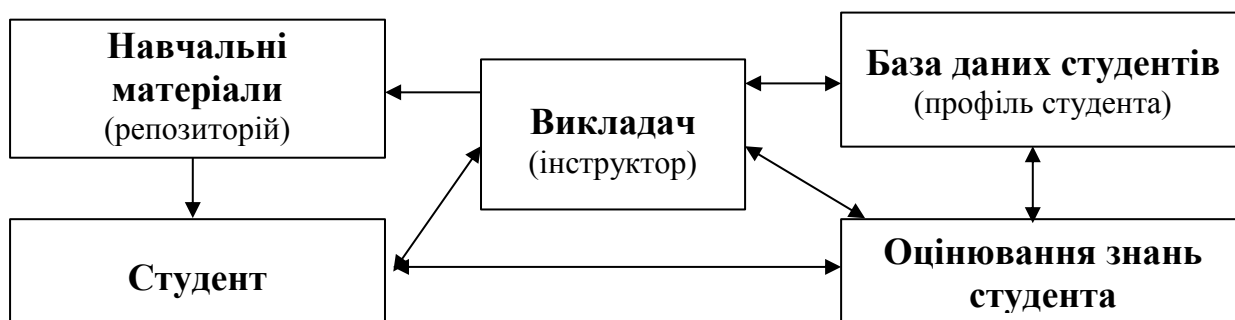 Навчальні
матеріали
(репозиторій)
Викладач
(інструктор)
База даних студентів
(профіль студента)
Студент
Оцінювання знань
студента